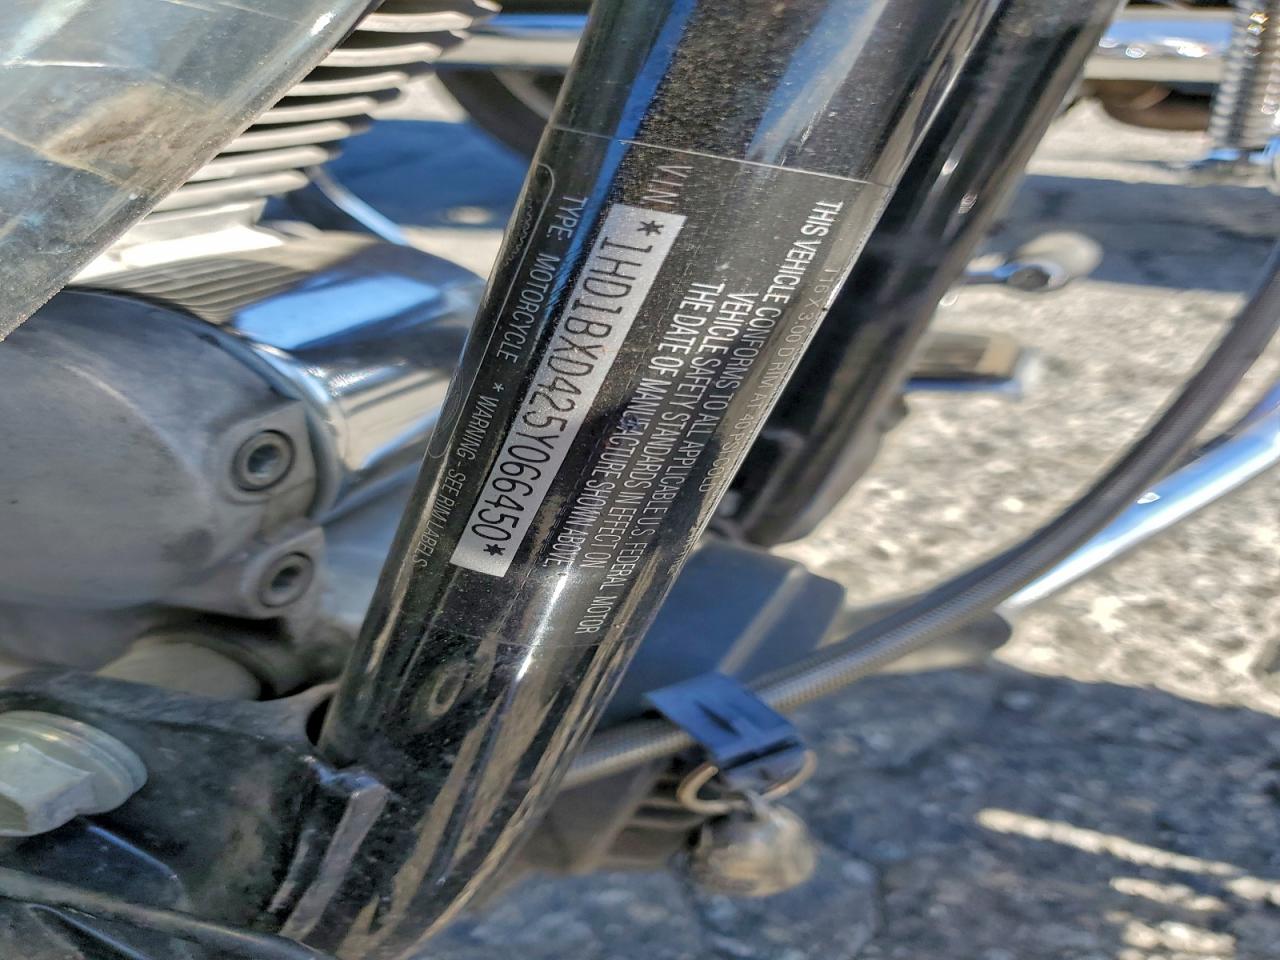 THIS VEHICLE CONFORMS TO ALL APPLICABLE U.S. FEDERAL MOTOR
VEHICLE SAFETY STANDARDS IN EFFECT ON
THE DATE OF MANUFACTURE SHOWN ABOVE
*1HD1BXD425Y066450*
TYPE: MOTORCYCLE * WARNING - SEE RIM LABELS